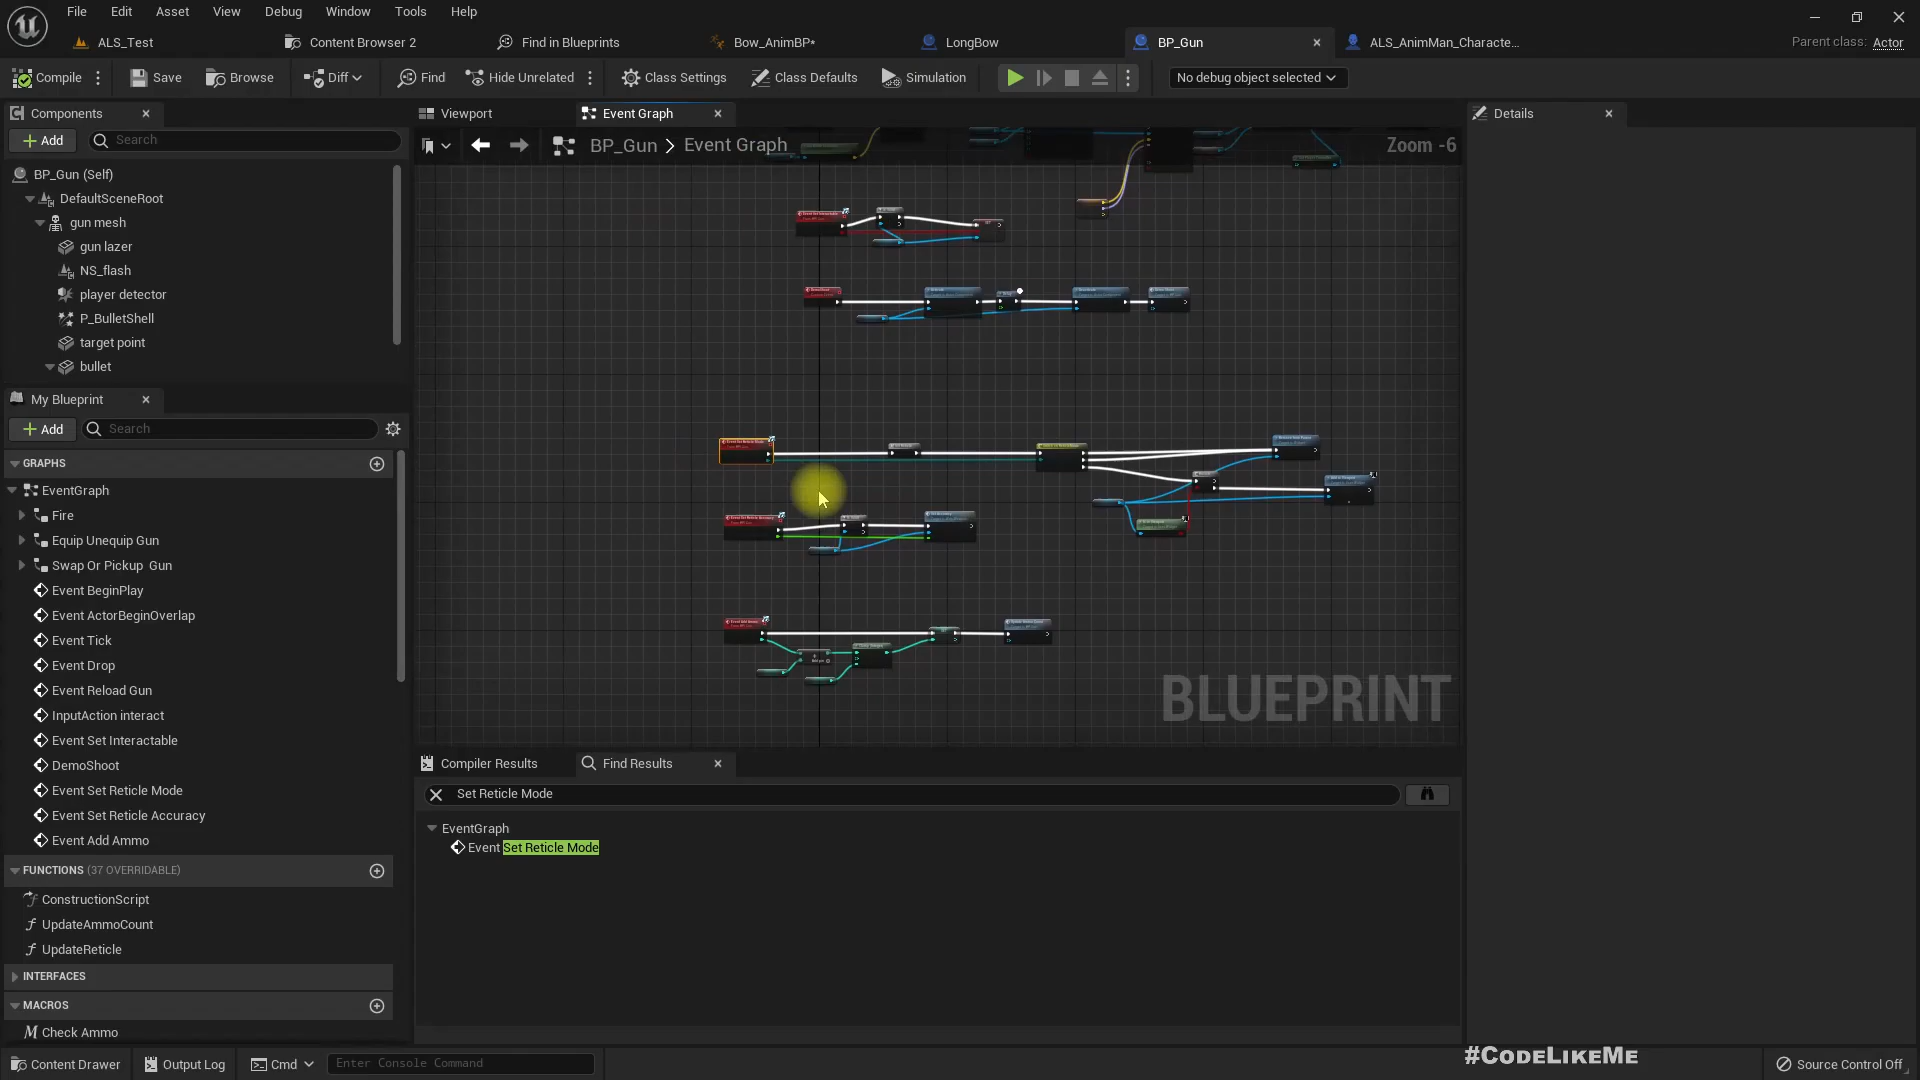 File Edit Asset View Debug Window Tools Help
ALS_Test Content Browser 2 Find in Blueprints Bow_AnimBP* LongBow BP_Gun ALS_AnimMan_Characte... Parent class: Actor
Compile Save Browse Diff Find Hide Unrelated Class Settings Class Defaults Simulation No debug object selected
Components Viewport Event Graph Details
Add Search BP_Gun > Event Graph Zoom -6
BP_Gun (Self)
DefaultSceneRoot
gun mesh
gun lazer
NS_flash
player detector
P_BulletShell
target point
bullet
My Blueprint
Add Search
GRAPHS
EventGraph
Fire
Equip Unequip Gun
Swap Or Pickup Gun
Event BeginPlay
Event ActorBeginOverlap
Event Tick
Event Drop
Event Reload Gun
InputAction interact
Event Set Interactable
DemoShoot
Event Set Reticle Mode
Event Set Reticle Accuracy
Event Add Ammo
FUNCTIONS (37 OVERRIDABLE)
ConstructionScript
UpdateAmmoCount
UpdateReticle
INTERFACES
MACROS
Check Ammo
BLUEPRINT
Compiler Results Find Results
Set Reticle Mode
EventGraph
Event Set Reticle Mode
Content Drawer Output Log Cmd Enter Console Command #CodeLikeMe Source Control Off